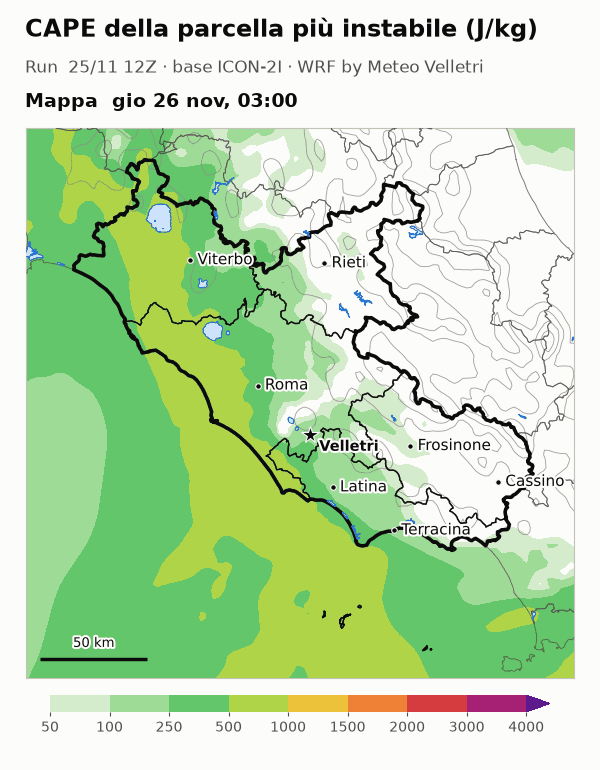 CAPE della parcella più instabile (J/kg)
Run  25/11 12Z · base ICON-2I · WRF by Meteo Velletri
Mappa  gio 26 nov, 03:00
Viterbo
Rieti
Roma
Velletri
Frosinone
Latina
Cassino
Terracina
50 km
50 100 250 500 1000 1500 2000 3000 4000